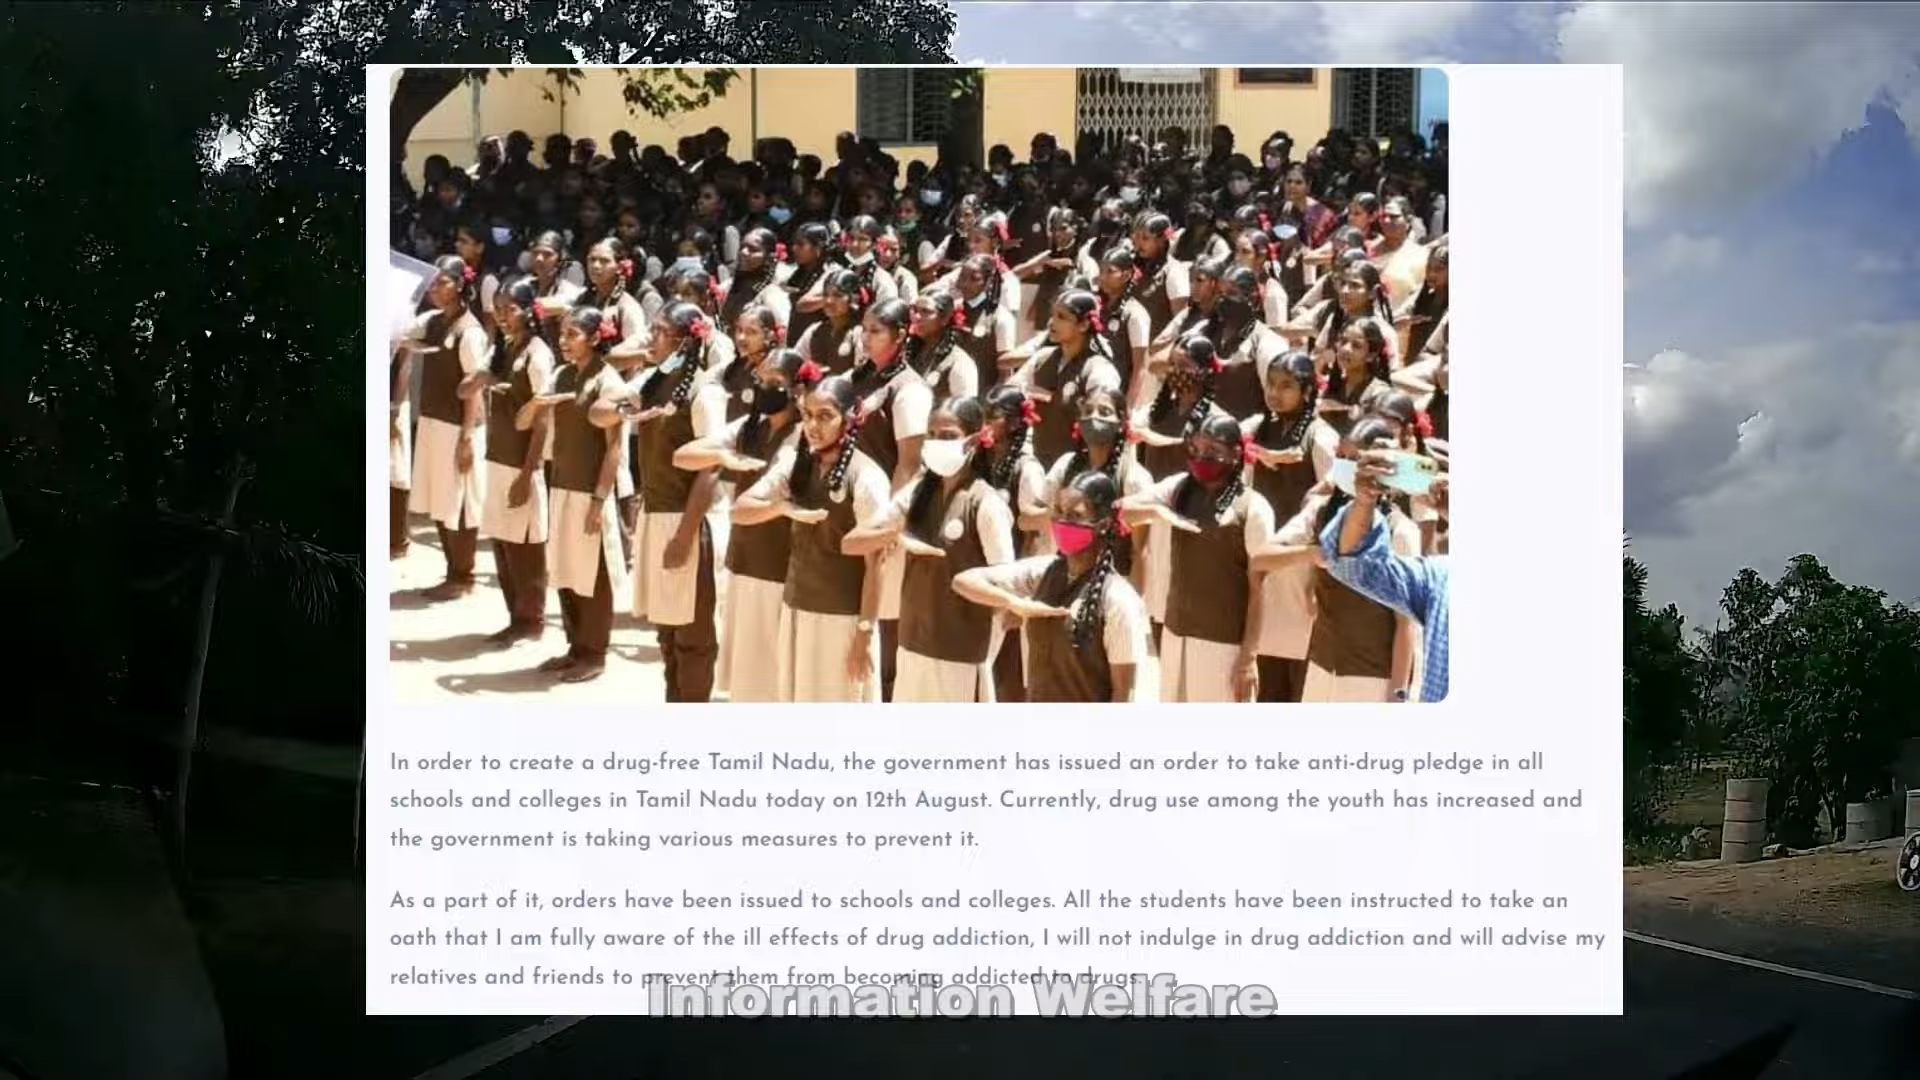 In order to create a drug-free Tamil Nadu, the government has issued an order to take anti-drug pledge in all
schools and colleges in Tamil Nadu today on 12th August. Currently, drug use among the youth has increased and
the government is taking various measures to prevent it.
As a part of it, orders have been issued to schools and colleges. All the students have been instructed to take an
oath that I am fully aware of the ill effects of drug addiction, I will not indulge in drug addiction and will advise my
relatives and friends to prevent them from becoming addicted to drugs.
Information Welfare